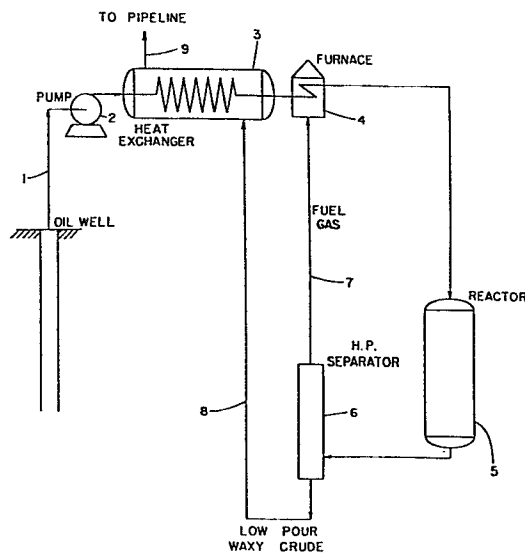 TO PIPELINE
9
3
FURNACE
PUMP
2
HEAT
EXCHANGER
4
1
FUEL
GAS
OIL WELL
7
REACTOR
H.P.
SEPARATOR
8
6
5
LOW POUR
WAXY CRUDE